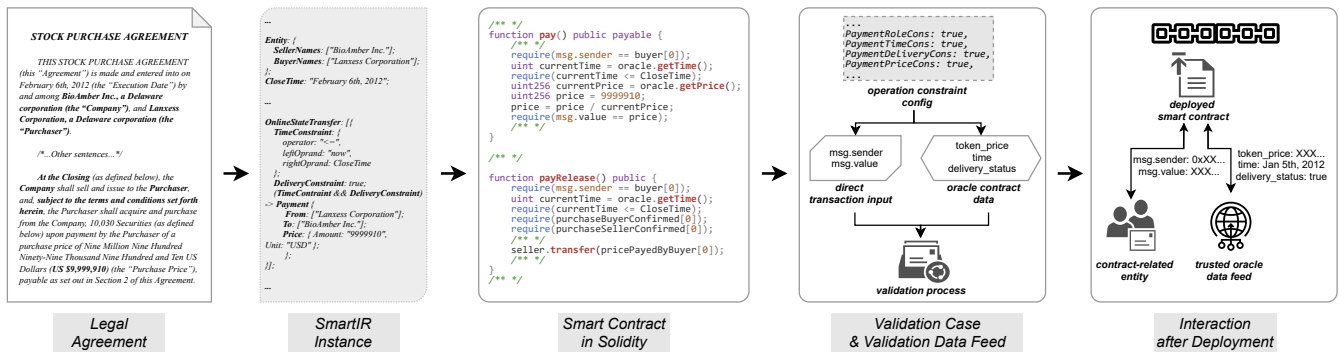 STOCK PURCHASE AGREEMENT
THIS STOCK PURCHASE AGREEMENT
(this "Agreement") is made and entered into on
February 6th, 2012 (the "Execution Date") by
and among BioAmber Inc., a Delaware
corporation (the "Company"), and Lanxess
Corporation, a Delaware corporation (the
"Purchaser").
/*...Other sentences...*/
At the Closing (as defined below), the
Company shall sell and issue to the Purchaser,
and, subject to the terms and conditions set forth
herein, the Purchaser shall acquire and purchase
from the Company, 10,030 Securities (as defined
below) upon payment by the Purchaser of a
purchase price of Nine Million Nine Hundred
Ninety-Nine Thousand Nine Hundred and Ten US
Dollars (US $9,999,910) (the "Purchase Price"),
payable as set out in Section 2 of this Agreement.
Legal
Agreement
...
Entity: {
SellerNames: ["BioAmber Inc."];
BuyerNames: ["Lanxess Corporation"];
};
CloseTime: "February 6th, 2012";
...
OnlineStateTransfer: [{
TimeConstraint: {
operator: "<=",
leftOprand: "now",
rightOprand: CloseTime
};
DeliveryConstraint: true;
(TimeContraint && DeliveryConstraint)
-> Payment {
From: ["Lanxess Corporation"];
To: ["BioAmber Inc."];
Price: { Amount: "9999910",
Unit: "USD" };
};
}];
...
SmartIR
Instance
/** */
function pay() public payable {
/** */
require(msg.sender == buyer[0]);
uint currentTime = oracle.getTime();
require(currentTime <= CloseTime);
uint256 currentPrice = oracle.getPrice();
uint256 price = 9999910;
price = price / currentPrice;
require(msg.value == price);
/** */
}
/** */
function payRelease() public {
require(msg.sender == buyer[0]);
uint currentTime = oracle.getTime();
require(currentTime <= CloseTime);
require(purchaseBuyerConfirmed[0]);
require(purchaseSellerConfirmed[0]);
/** */
seller.transfer(pricePayedByBuyer[0]);
/** */
}
/** */
Smart Contract
in Solidity
...
PaymentRoleCons: true,
PaymentTimeCons: true,
PaymentDeliveryCons: true,
PaymentPriceCons: true,
...
operation constraint
config
msg.sender
msg.value
direct
transaction input
token_price
time
delivery_status
oracle contract
data
validation process
Validation Case
& Validation Data Feed
deployed
smart contract
msg.sender: 0xXX...
msg.value: XXX...
token_price: XXX...
time: Jan 5th, 2012
delivery_status: true
contract-related
entity
trusted oracle
data feed
Interaction
after Deployment